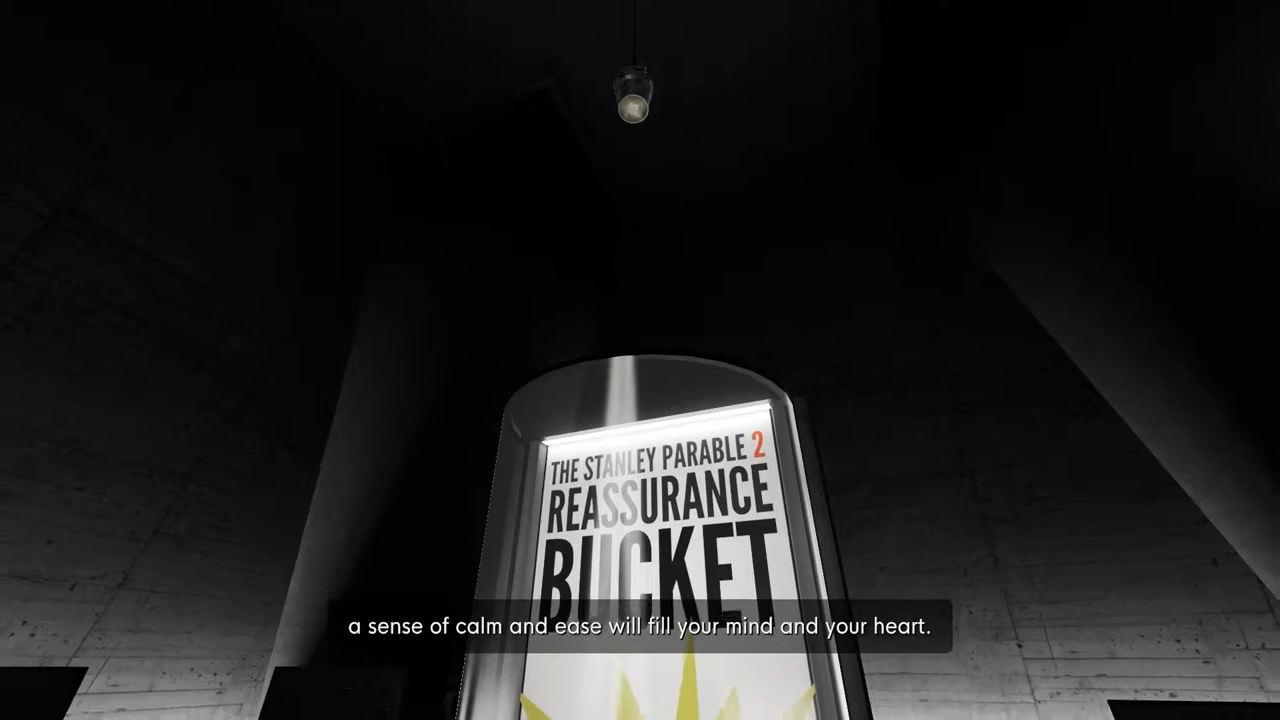 THE STANLEY PARABLE 2
REASSURANCE
BUCKET
a sense of calm and ease will fill your mind and your heart.